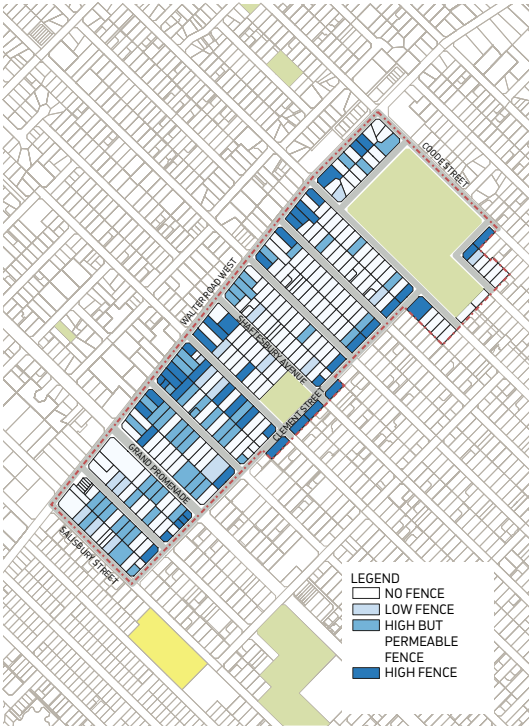 COODE STREET
WALTER ROAD WEST
SHAFTESBURY AVENUE
CLEMENT STREET
GRAND PROMENADE
SALISBURY STREET
LEGEND
NO FENCE
LOW FENCE
HIGH BUT
PERMEABLE
FENCE
HIGH FENCE